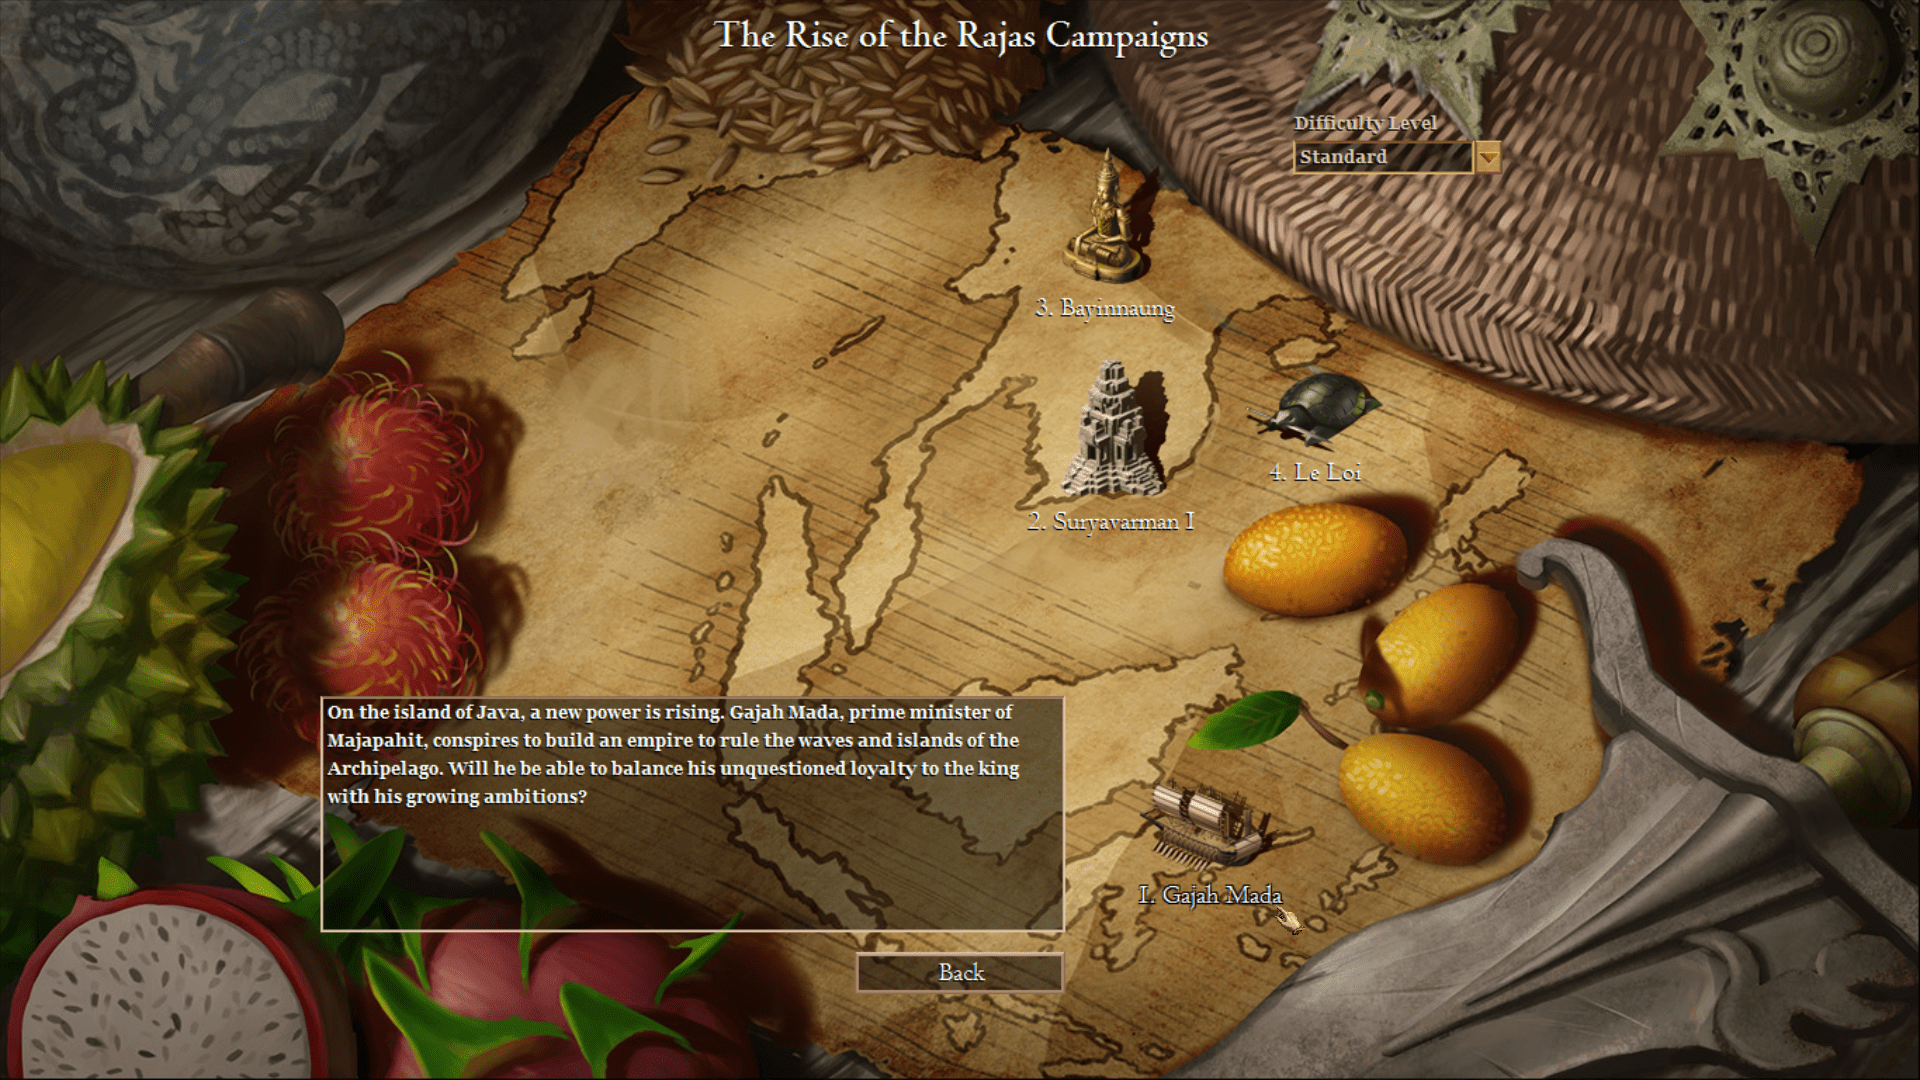 The Rise of the Rajas Campaigns
Difficulty Level
Standard
3. Bayinnaung
4. Le Loi
2. Suryavarman I
On the island of Java, a new power is rising. Gajah Mada, prime minister of
Majapahit, conspires to build an empire to rule the waves and islands of the
Archipelago. Will he be able to balance his unquestioned loyalty to the king
with his growing ambitions?
1. Gajah Mada
Back